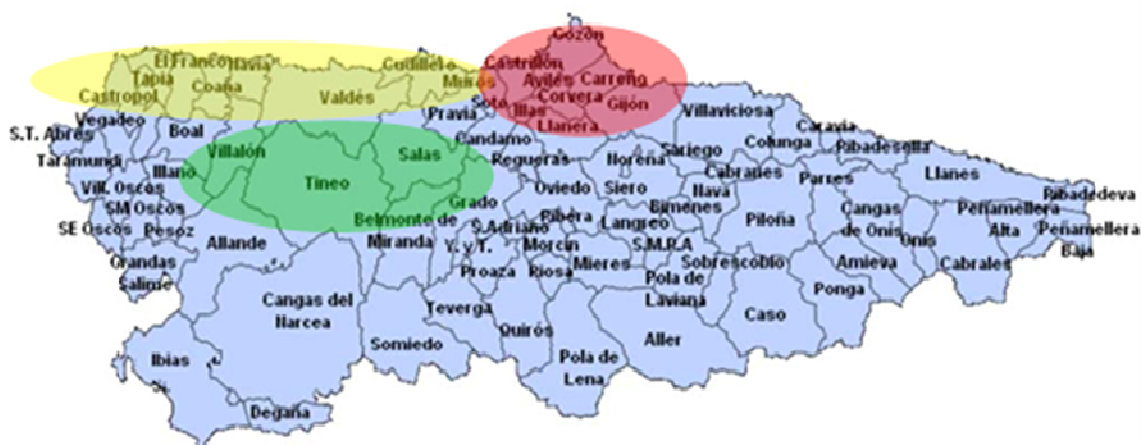 Gozón
El Franco Navia
Cudillero
Castrillón
Tapia
Muros
Avilés
Carreño
Coaña
Castropol
Valdés
Corvera
Soto
Illas
Gijón
Villaviciosa
Pravia
Vegadeo
Llanera
S.T. Abres
Boal
Caravia
Candamo
Colunga
Ribadesella
Villalón
Salas
Sariego
Taramundi
Regueras
Noreña
Illano
Cabranes
Parres
Llanes
Tineo
Vill. Oscos
Oviedo
Siero
Nava
Ribadedeva
Grado
SM Oscos
Bimenes
Cangas
de Onís
Peñamellera
Alta
Belmonte de
Miranda
Ribera
Langreo
Piloña
SE Oscos
Pesoz
S.Adriano
Peñamellera
Baja
Allande
Y. y T.
Morcín
S.M.R.A
Onís
Grandas
Salime
Proaza
Riosa
Mieres
Sobrescobio
Amieva
Cabrales
Pola de
Laviana
Ponga
Cangas del
Narcea
Teverga
Caso
Quirós
Aller
Somiedo
Ibias
Pola de
Lena
Degaña